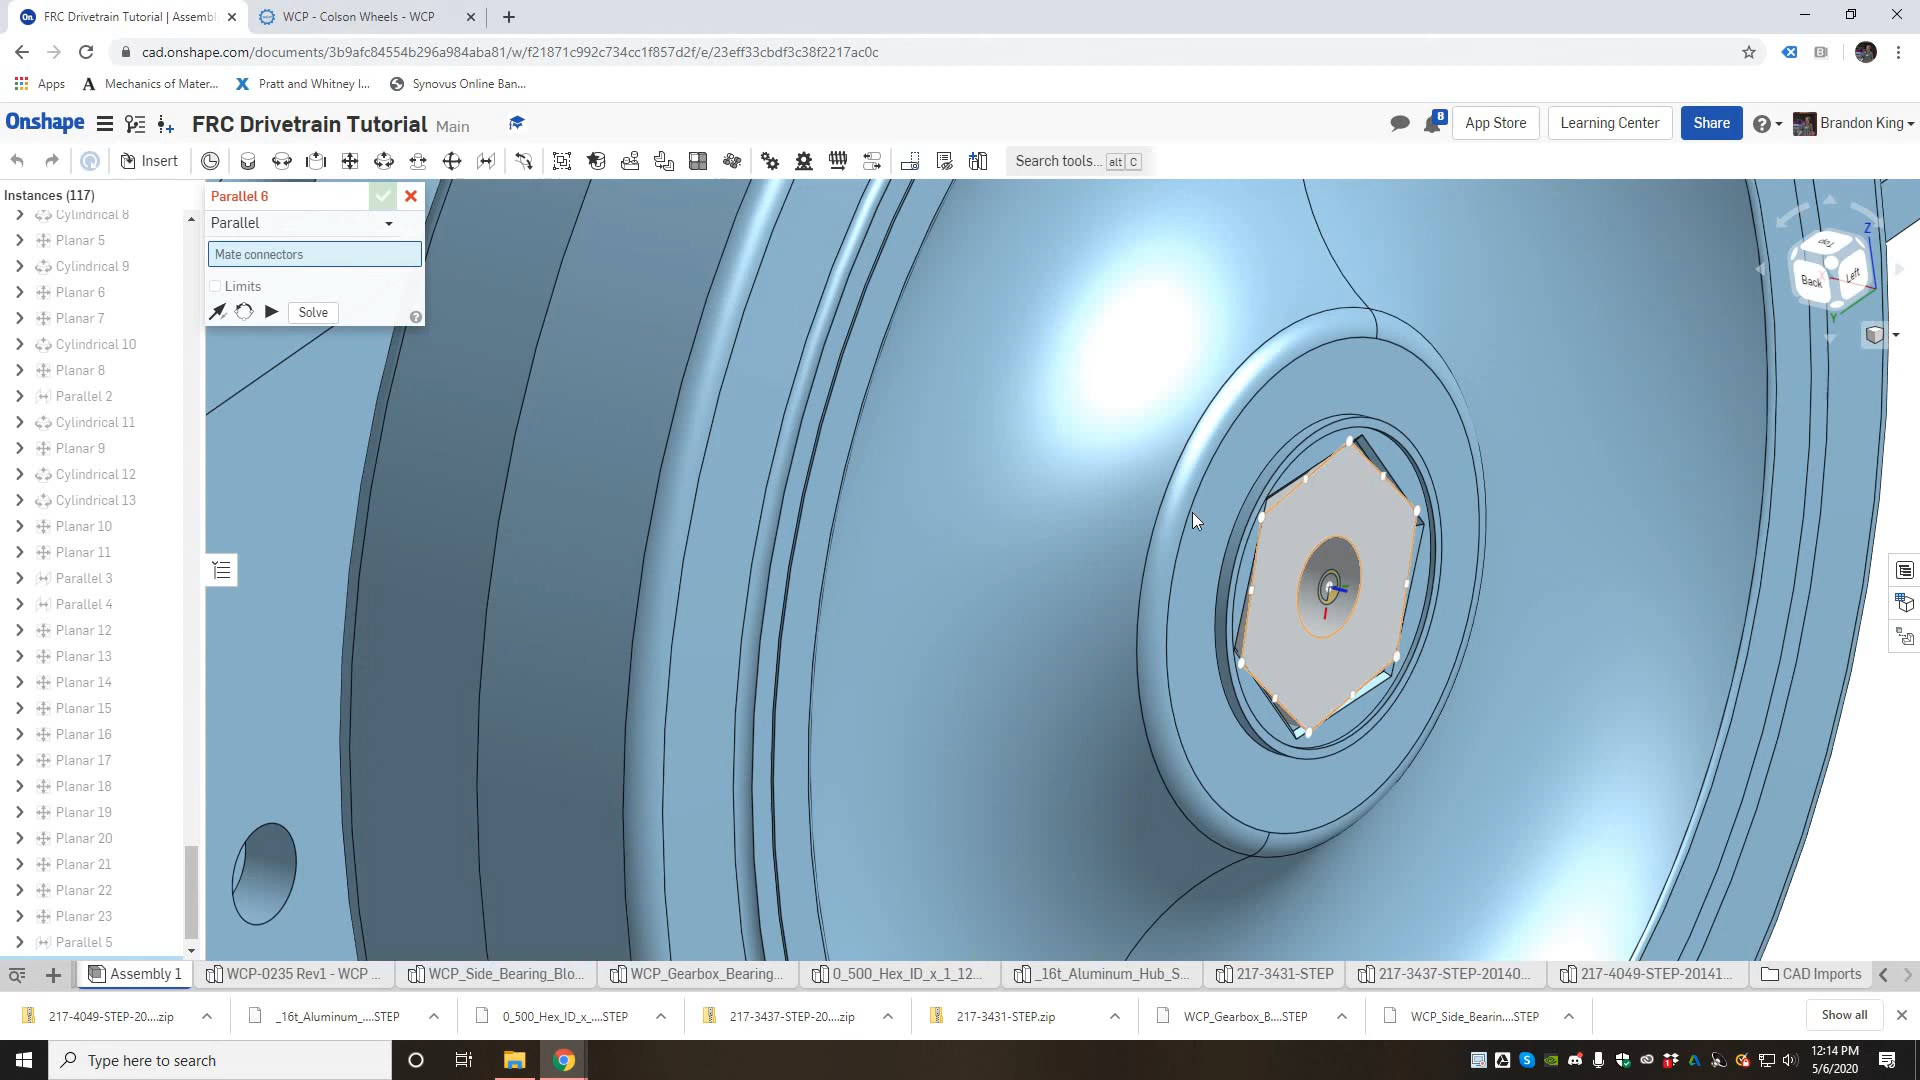 FRC Drivetrain Tutorial | Assembl
WCP - Colson Wheels - WCP
cad.onshape.com/documents/3b9afc84554b296a984aba81/w/f21871c992c734cc1f857d2f/e/23eff33cbdf3c38f2217ac0c
Apps
Mechanics of Mater...
Pratt and Whitney I...
Synovus Online Ban...
Onshape
FRC Drivetrain Tutorial Main
8
App Store
Learning Center
Share
Brandon King
Insert
Search tools... alt C
Instances (117)
Cylindrical 8
Planar 5
Cylindrical 9
Planar 6
Planar 7
Cylindrical 10
Planar 8
Parallel 2
Cylindrical 11
Planar 9
Cylindrical 12
Cylindrical 13
Planar 10
Planar 11
Parallel 3
Parallel 4
Planar 12
Planar 13
Planar 14
Planar 15
Planar 16
Planar 17
Planar 18
Planar 19
Planar 20
Planar 21
Planar 22
Planar 23
Parallel 5
Parallel 6
Parallel
Mate connectors
Limits
Solve
Top
Back
Left
Z
X
Y
Assembly 1
WCP-0235 Rev1 - WCP ...
WCP_Side_Bearing_Blo...
WCP_Gearbox_Bearing...
0_500_Hex_ID_x_1_12...
_16t_Aluminum_Hub_S...
217-3431-STEP
217-3437-STEP-20140...
217-4049-STEP-20141...
CAD Imports
217-4049-STEP-20....zip
_16t_Aluminum_....STEP
0_500_Hex_ID_x_....STEP
217-3437-STEP-20....zip
217-3431-STEP.zip
WCP_Gearbox_B....STEP
WCP_Side_Bearin....STEP
Show all
Type here to search
12:14 PM
5/6/2020